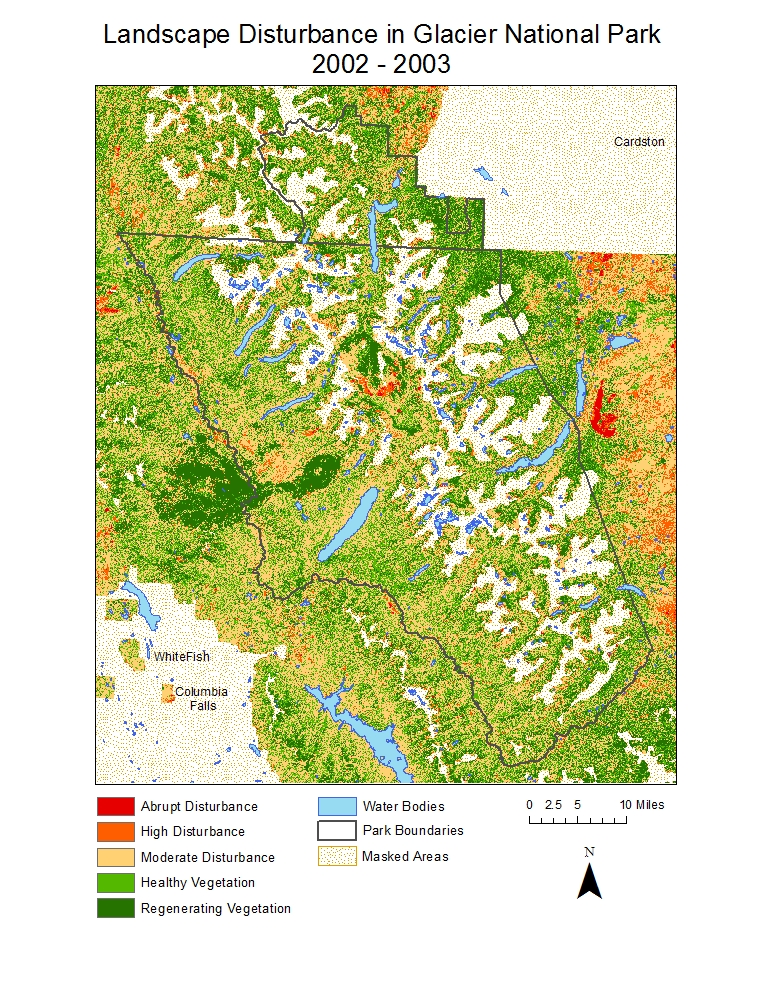 Landscape Disturbance in Glacier National Park
2002 - 2003
Cardston
WhiteFish
Columbia
Falls
Abrupt Disturbance
High Disturbance
Moderate Disturbance
Healthy Vegetation
Regenerating Vegetation
Water Bodies
Park Boundaries
Masked Areas
0 2.5 5 10 Miles
N